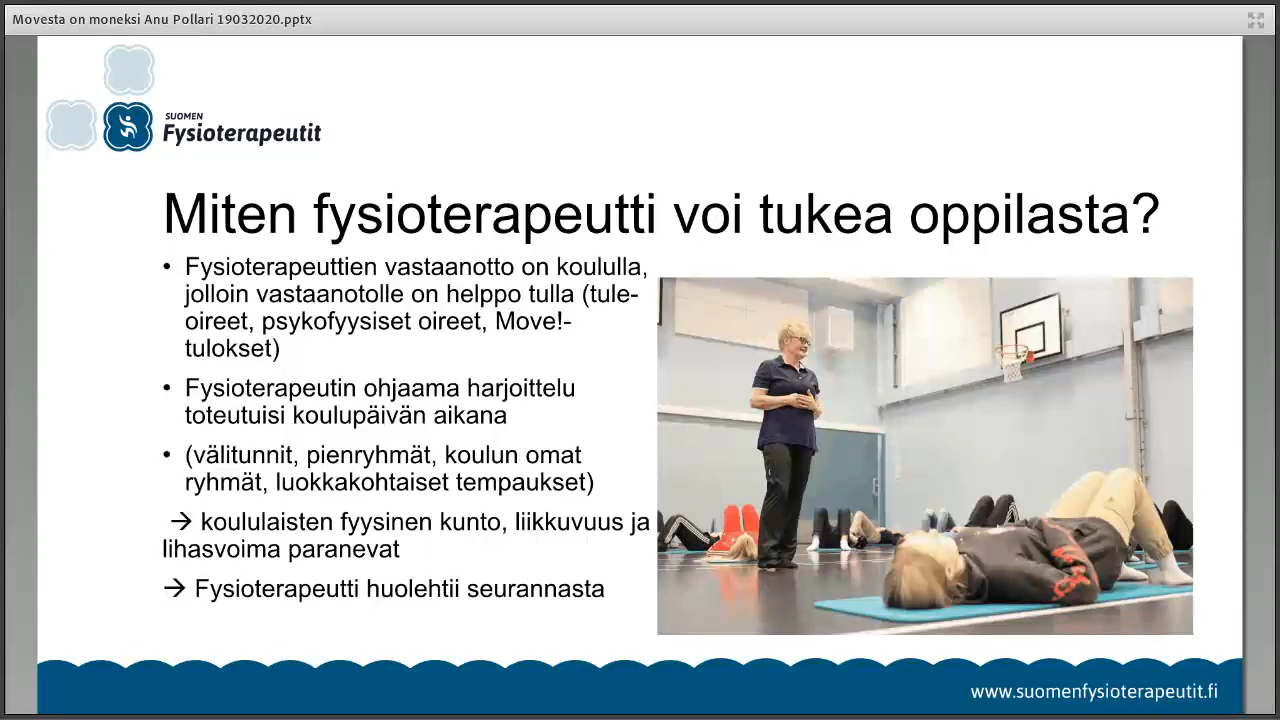 Movesta on moneksi Anu Pollari 19032020.pptx
SUOMEN
Fysioterapeutit
Miten fysioterapeutti voi tukea oppilasta?
• Fysioterapeuttien vastaanotto on koululla,
jolloin vastaanotolle on helppo tulla (tule-
oireet, psykofyysiset oireet, Move!-
tulokset)
• Fysioterapeutin ohjaama harjoittelu
toteutuisi koulupäivän aikana
• (välitunnit, pienryhmät, koulun omat
ryhmät, luokkakohtaiset tempaukset)
→ koululaisten fyysinen kunto, liikkuvuus ja
lihasvoima paranevat
→ Fysioterapeutti huolehtii seurannasta
www.suomenfysioterapeutit.fi